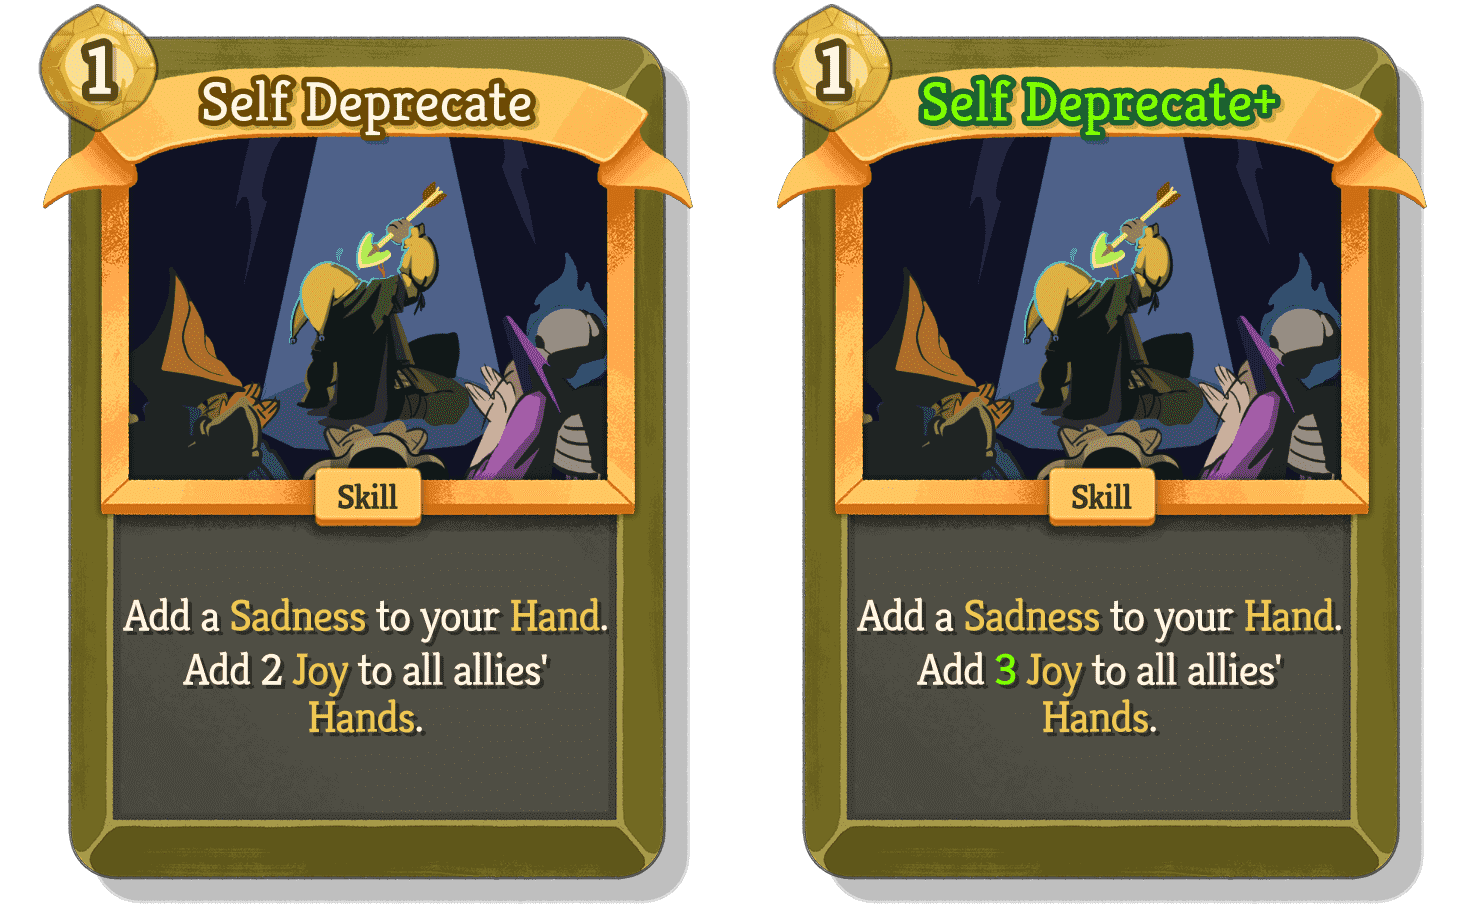 1
Self Deprecate
Skill
Add a Sadness to your Hand.
Add 2 Joy to all allies'
Hands.
1
Self Deprecate+
Skill
Add a Sadness to your Hand.
Add 3 Joy to all allies'
Hands.